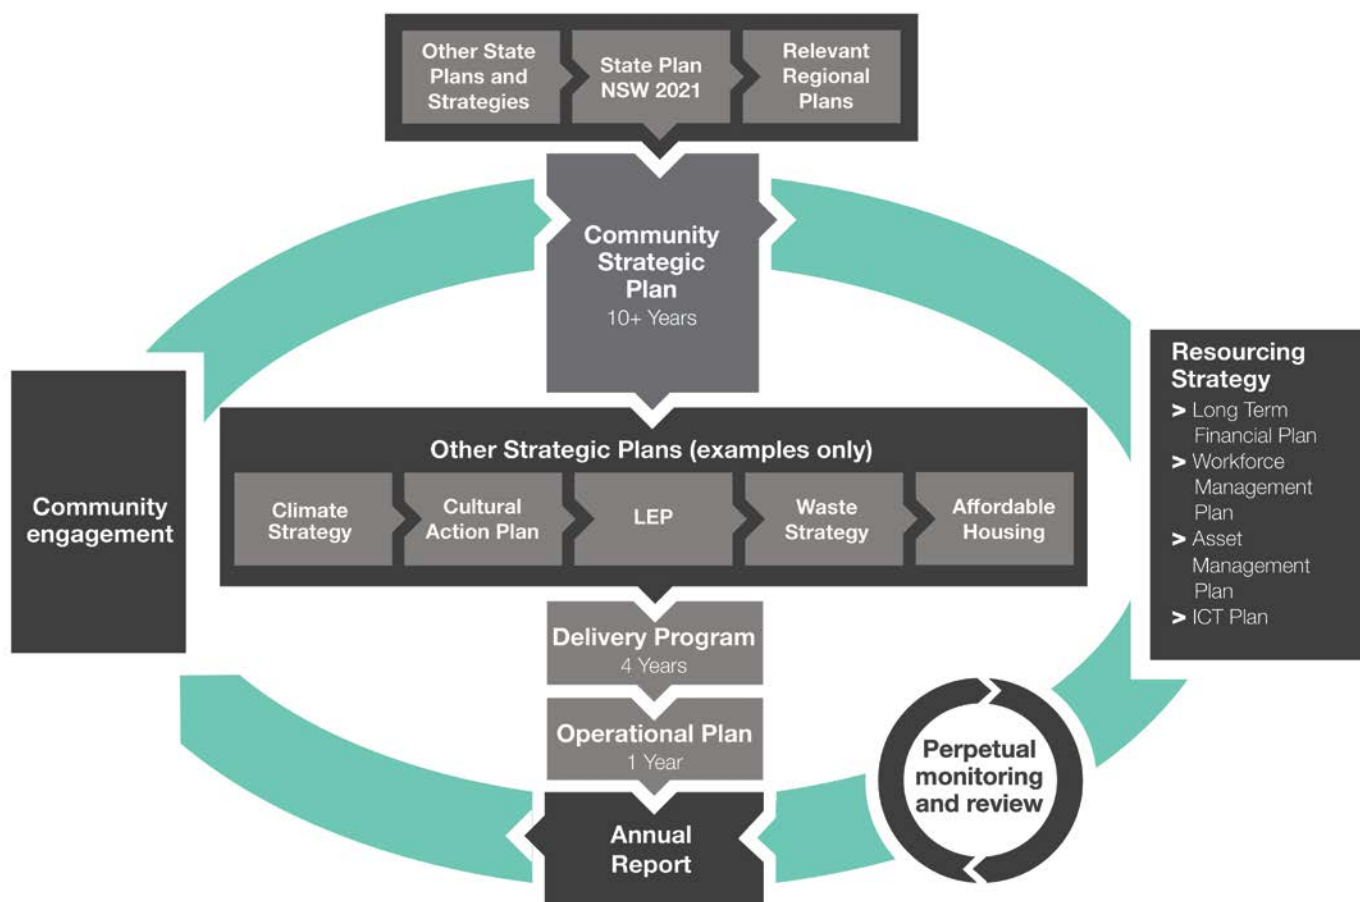 Other State
Plans and
Strategies
State Plan
NSW 2021
Relevant
Regional
Plans
Community
Strategic
Plan
10+ Years
Resourcing
Strategy
> Long Term
Financial Plan
> Workforce
Management
Plan
> Asset
Management
Plan
> ICT Plan
Community
engagement
Other Strategic Plans (examples only)
Climate
Strategy
Cultural
Action Plan
LEP
Waste
Strategy
Affordable
Housing
Delivery Program
4 Years
Operational Plan
1 Year
Perpetual
monitoring
and review
Annual
Report